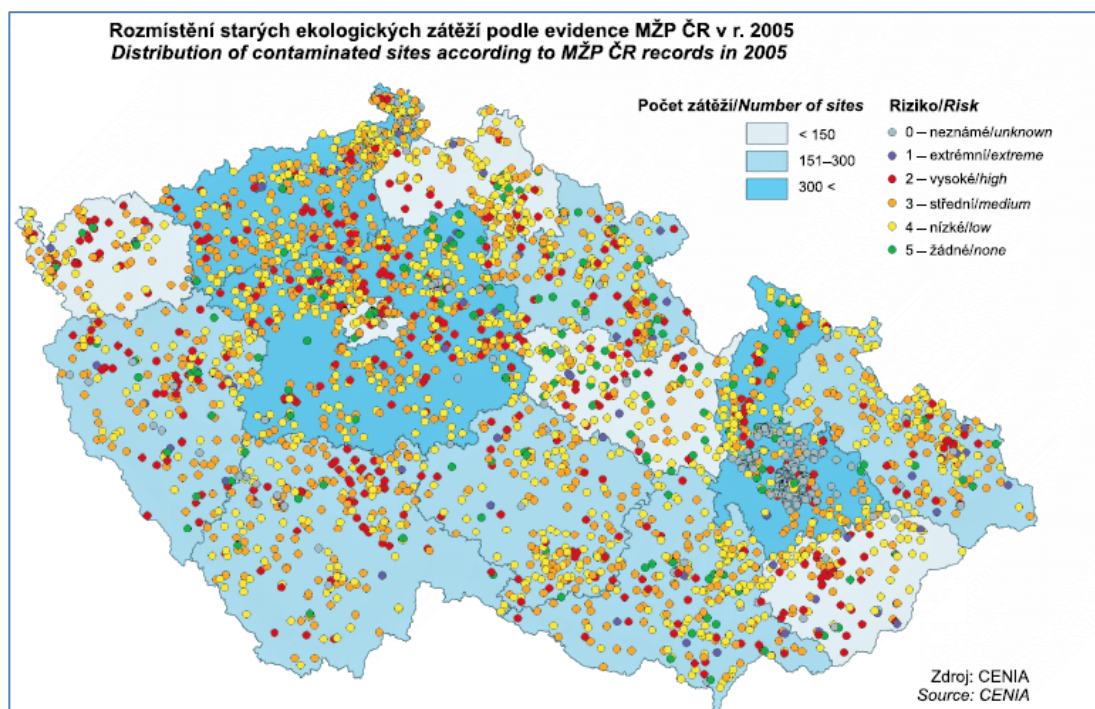 Rozmístění starých ekologických zátěží podle evidence MŽP ČR v r. 2005
Distribution of contaminated sites according to MŽP ČR records in 2005
Počet zátěží/Number of sites
< 150
151–300
300 <
Riziko/Risk
0 – neznámé/unknown
1 – extrémní/extreme
2 – vysoké/high
3 – střední/medium
4 – nízké/low
5 – žádné/none
Zdroj: CENIA
Source: CENIA